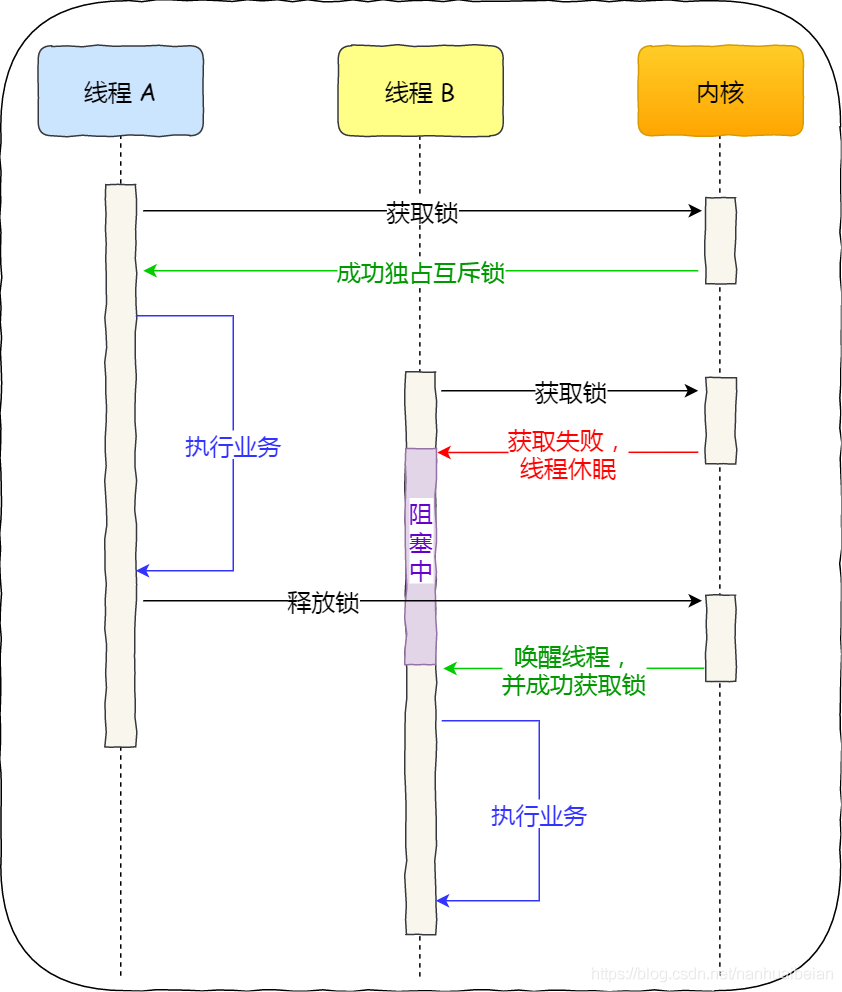 线程 A
线程 B
内核
获取锁
成功独占互斥锁
获取锁
执行业务
获取失败，
线程休眠
阻
塞
中
释放锁
唤醒线程，
并成功获取锁
执行业务
https://blog.csdn.net/nanhuaibeian